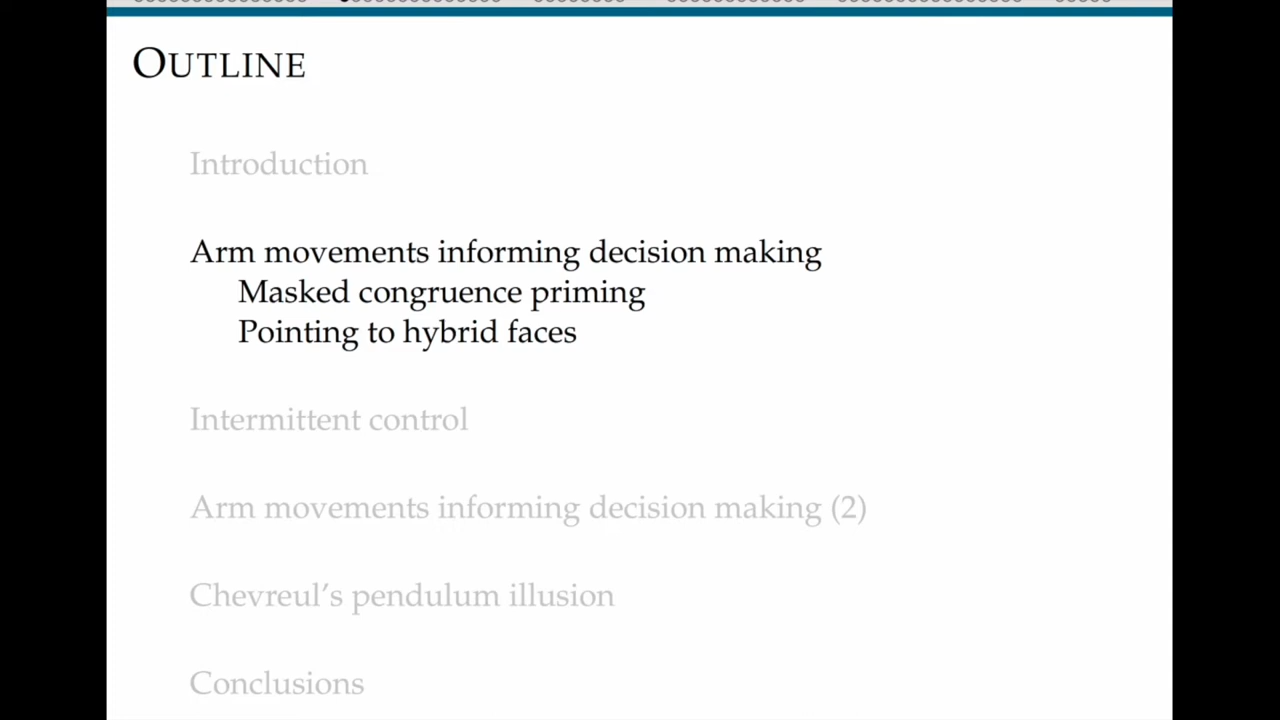 OUTLINE
Introduction
Arm movements informing decision making
Masked congruence priming
Pointing to hybrid faces
Intermittent control
Arm movements informing decision making (2)
Chevreul's pendulum illusion
Conclusions